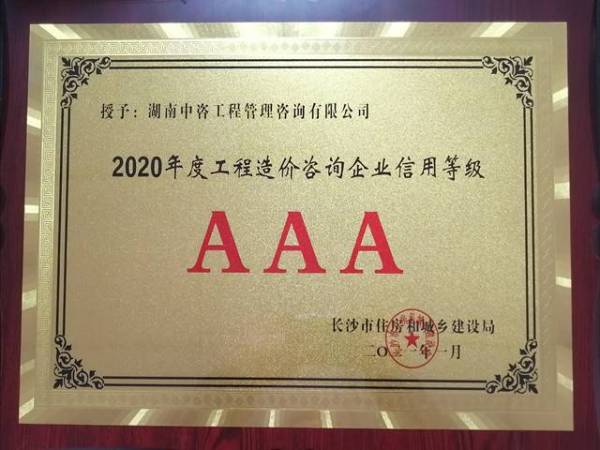 授予：湖南中咨工程管理咨询有限公司
2020年度工程造价咨询企业信用等级
AAA
长沙市住房和城乡建设局
二〇二一年一月